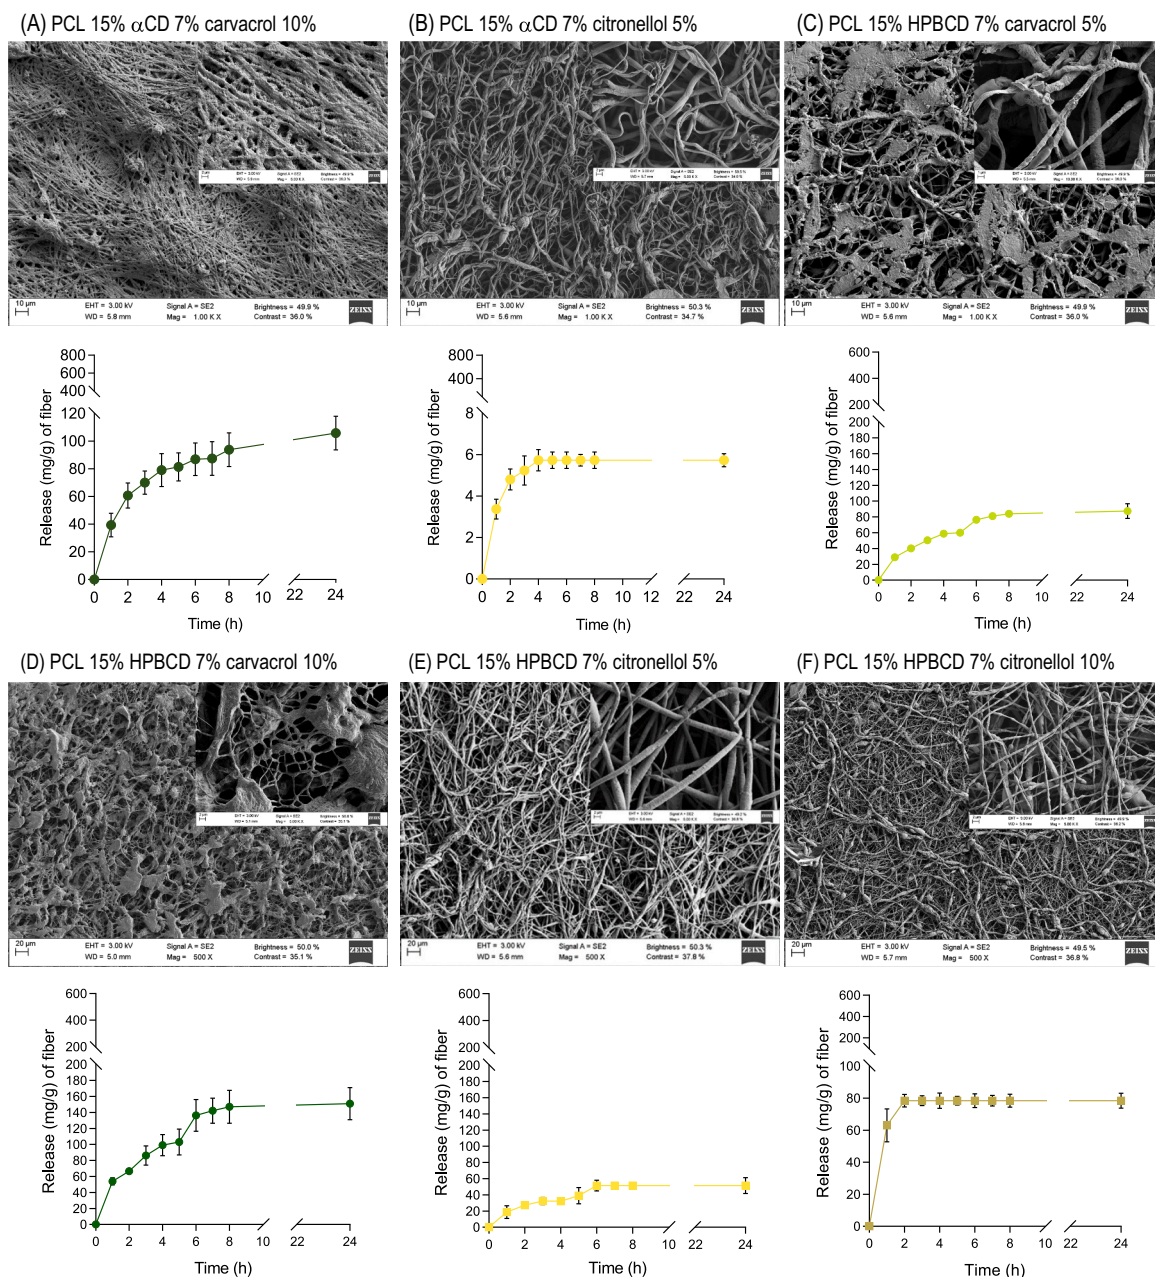 (A) PCL 15% αCD 7% carvacrol 10%
(B) PCL 15% αCD 7% citronellol 5%
(C) PCL 15% HPBCD 7% carvacrol 5%
10 µm EHT = 3.00 kV Signal A = SE2 Brightness = 49.9 % ZEISS
WD = 5.8 mm Mag = 1.00 K X Contrast = 36.0 %
10 µm EHT = 3.00 kV Signal A = SE2 Brightness = 50.3 % ZEISS
WD = 5.6 mm Mag = 1.00 K X Contrast = 34.7 %
10 µm EHT = 3.00 kV Signal A = SE2 Brightness = 49.9 % ZEISS
WD = 5.6 mm Mag = 1.00 K X Contrast = 36.0 %
Release (mg/g) of fiber
800
600
400
120
100
80
60
40
20
0
0 2 4 6 8 10 22 24
Time (h)
Release (mg/g) of fiber
800
400
8
6
4
2
0
0 2 4 6 8 10 12 22 24
Time (h)
Release (mg/g) of fiber
600
400
200
200
180
160
140
120
100
80
60
40
20
0
0 2 4 6 8 10 22 24
Time (h)
(D) PCL 15% HPBCD 7% carvacrol 10%
(E) PCL 15% HPBCD 7% citronellol 5%
(F) PCL 15% HPBCD 7% citronellol 10%
20 µm EHT = 3.00 kV Signal A = SE2 Brightness = 50.0 % ZEISS
WD = 5.0 mm Mag = 500 X Contrast = 35.1 %
20 µm EHT = 3.00 kV Signal A = SE2 Brightness = 50.3 % ZEISS
WD = 5.6 mm Mag = 500 X Contrast = 37.8 %
20 µm EHT = 3.00 kV Signal A = SE2 Brightness = 49.5 % ZEISS
WD = 5.7 mm Mag = 500 X Contrast = 36.8 %
Release (mg/g) of fiber
600
400
200
200
180
160
140
120
100
80
60
40
20
0
0 2 4 6 8 10 22 24
Time (h)
Release (mg/g) of fiber
600
400
200
200
180
160
140
120
100
80
60
40
20
0
0 2 4 6 8 10 22 24
Time (h)
Release (mg/g) of fiber
600
400
200
100
80
60
40
20
0
0 2 4 6 8 10 22 24
Time (h)